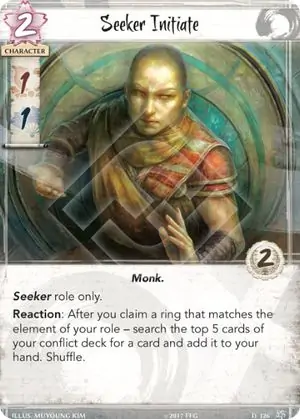 2
Seeker Initiate
CHARACTER
1
1
2
Monk.
Seeker role only.
Reaction: After you claim a ring that matches the
element of your role – search the top 5 cards of
your conflict deck for a card and add it to your
hand. Shuffle.
ILLUS. MUYOUNG KIM
©2017 FFG